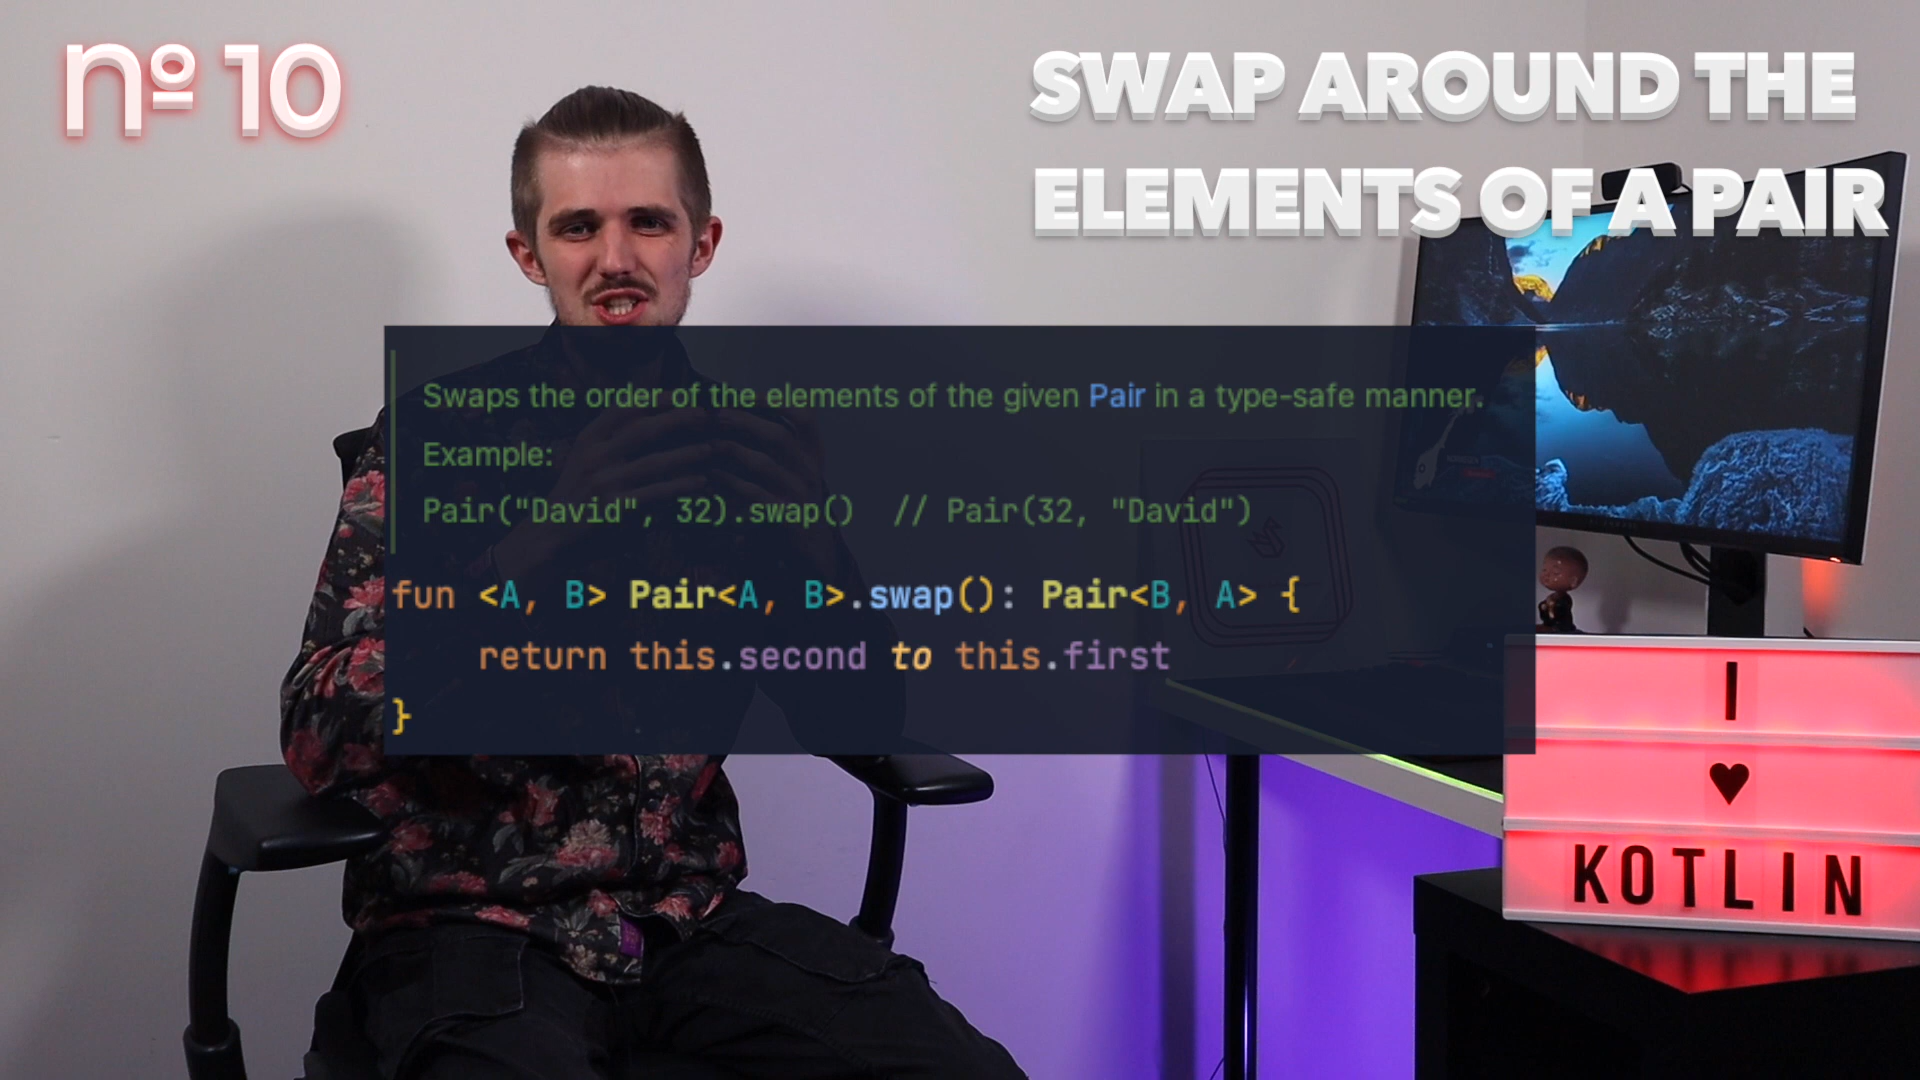 Nº 10
SWAP AROUND THE
ELEMENTS OF A PAIR
Swaps the order of the elements of the given Pair in a type-safe manner.
Example:
Pair("David", 32).swap()  // Pair(32, "David")
fun <A, B> Pair<A, B>.swap(): Pair<B, A> {
    return this.second to this.first
}
I
♥
KOTLIN